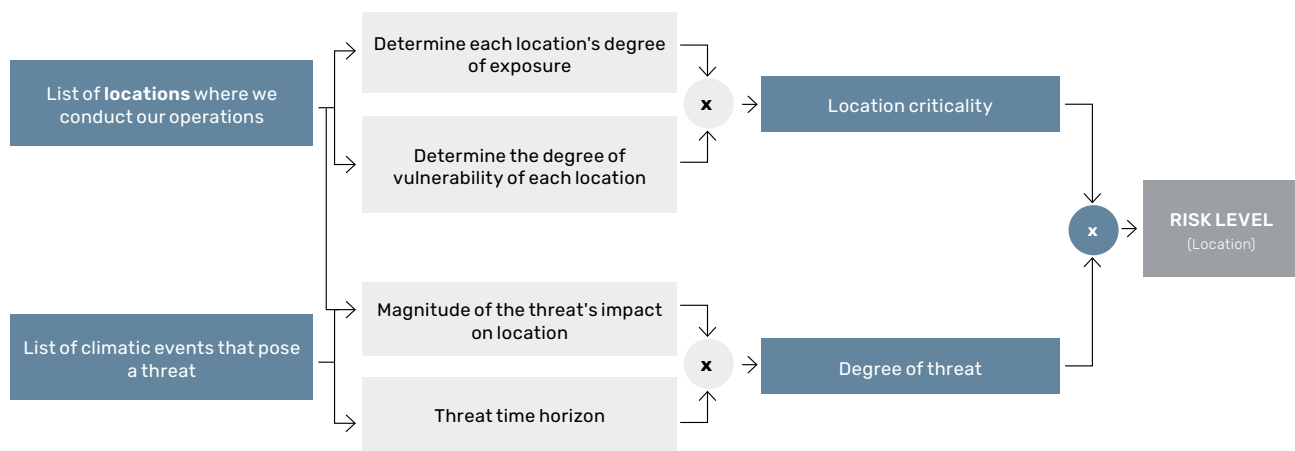 List of locations where we
conduct our operations
Determine each location's degree
of exposure
Determine the degree of
vulnerability of each location
x
Location criticality
List of climatic events that pose
a threat
Magnitude of the threat's impact
on location
Threat time horizon
x
Degree of threat
x
RISK LEVEL
(Location)